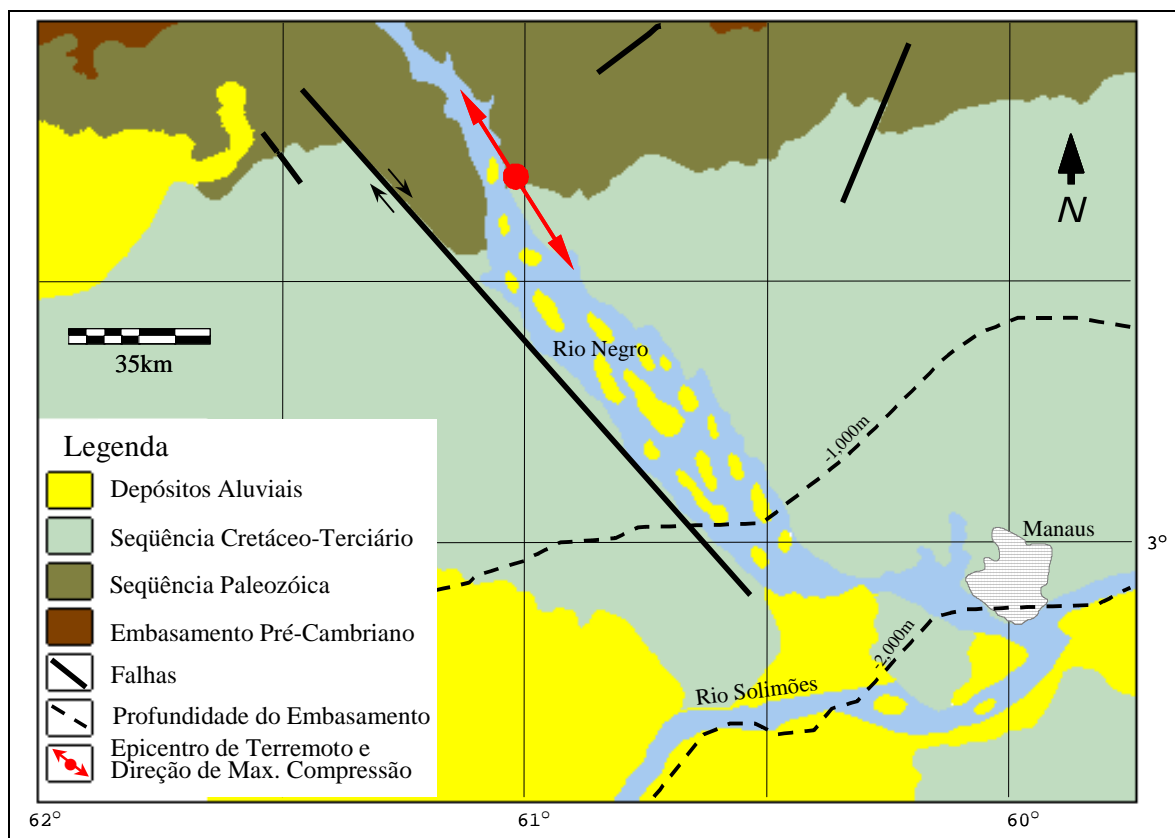 N
35km
Rio Negro
-1,000m
Legenda
Depósitos Aluviais
Seqüência Cretáceo-Terciário
Seqüência Paleozóica
Embasamento Pré-Cambriano
Falhas
Profundidade do Embasamento
Epicentro de Terremoto e
Direção de Max. Compressão
Manaus
3°
-2,000m
Rio Solimões
62°
61°
60°